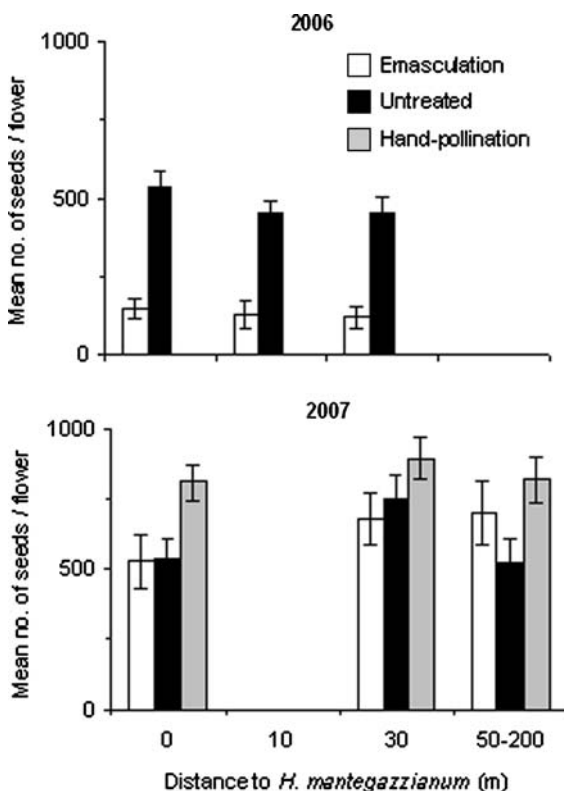 2006
1000
500
0
Mean no. of seeds / flower
Emasculation
Untreated
Hand-pollination
2007
1000
500
0
Mean no. of seeds / flower
0 10 30 50-200
Distance to H. mantegazzianum (m)